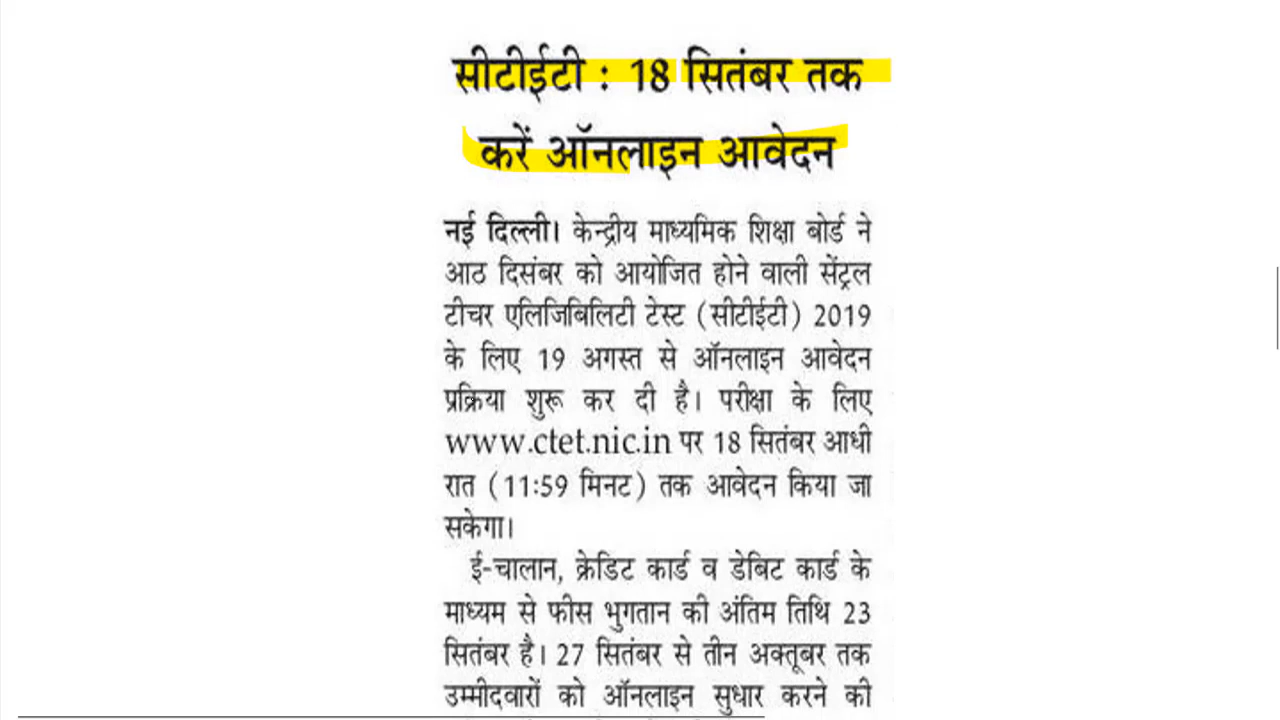 सीटीईटी : 18 सितंबर तक
करें ऑनलाइन आवेदन
नई दिल्ली। केन्द्रीय माध्यमिक शिक्षा बोर्ड ने
आठ दिसंबर को आयोजित होने वाली सेंट्रल
टीचर एलिजिबिलिटी टेस्ट (सीटीईटी) 2019
के लिए 19 अगस्त से ऑनलाइन आवेदन
प्रक्रिया शुरू कर दी है। परीक्षा के लिए
www.ctet.nic.in पर 18 सितंबर आधी
रात (11:59 मिनट) तक आवेदन किया जा
सकेगा।
ई-चालान, क्रेडिट कार्ड व डेबिट कार्ड के
माध्यम से फीस भुगतान की अंतिम तिथि 23
सितंबर है। 27 सितंबर से तीन अक्तूबर तक
उम्मीदवारों को ऑनलाइन सुधार करने की